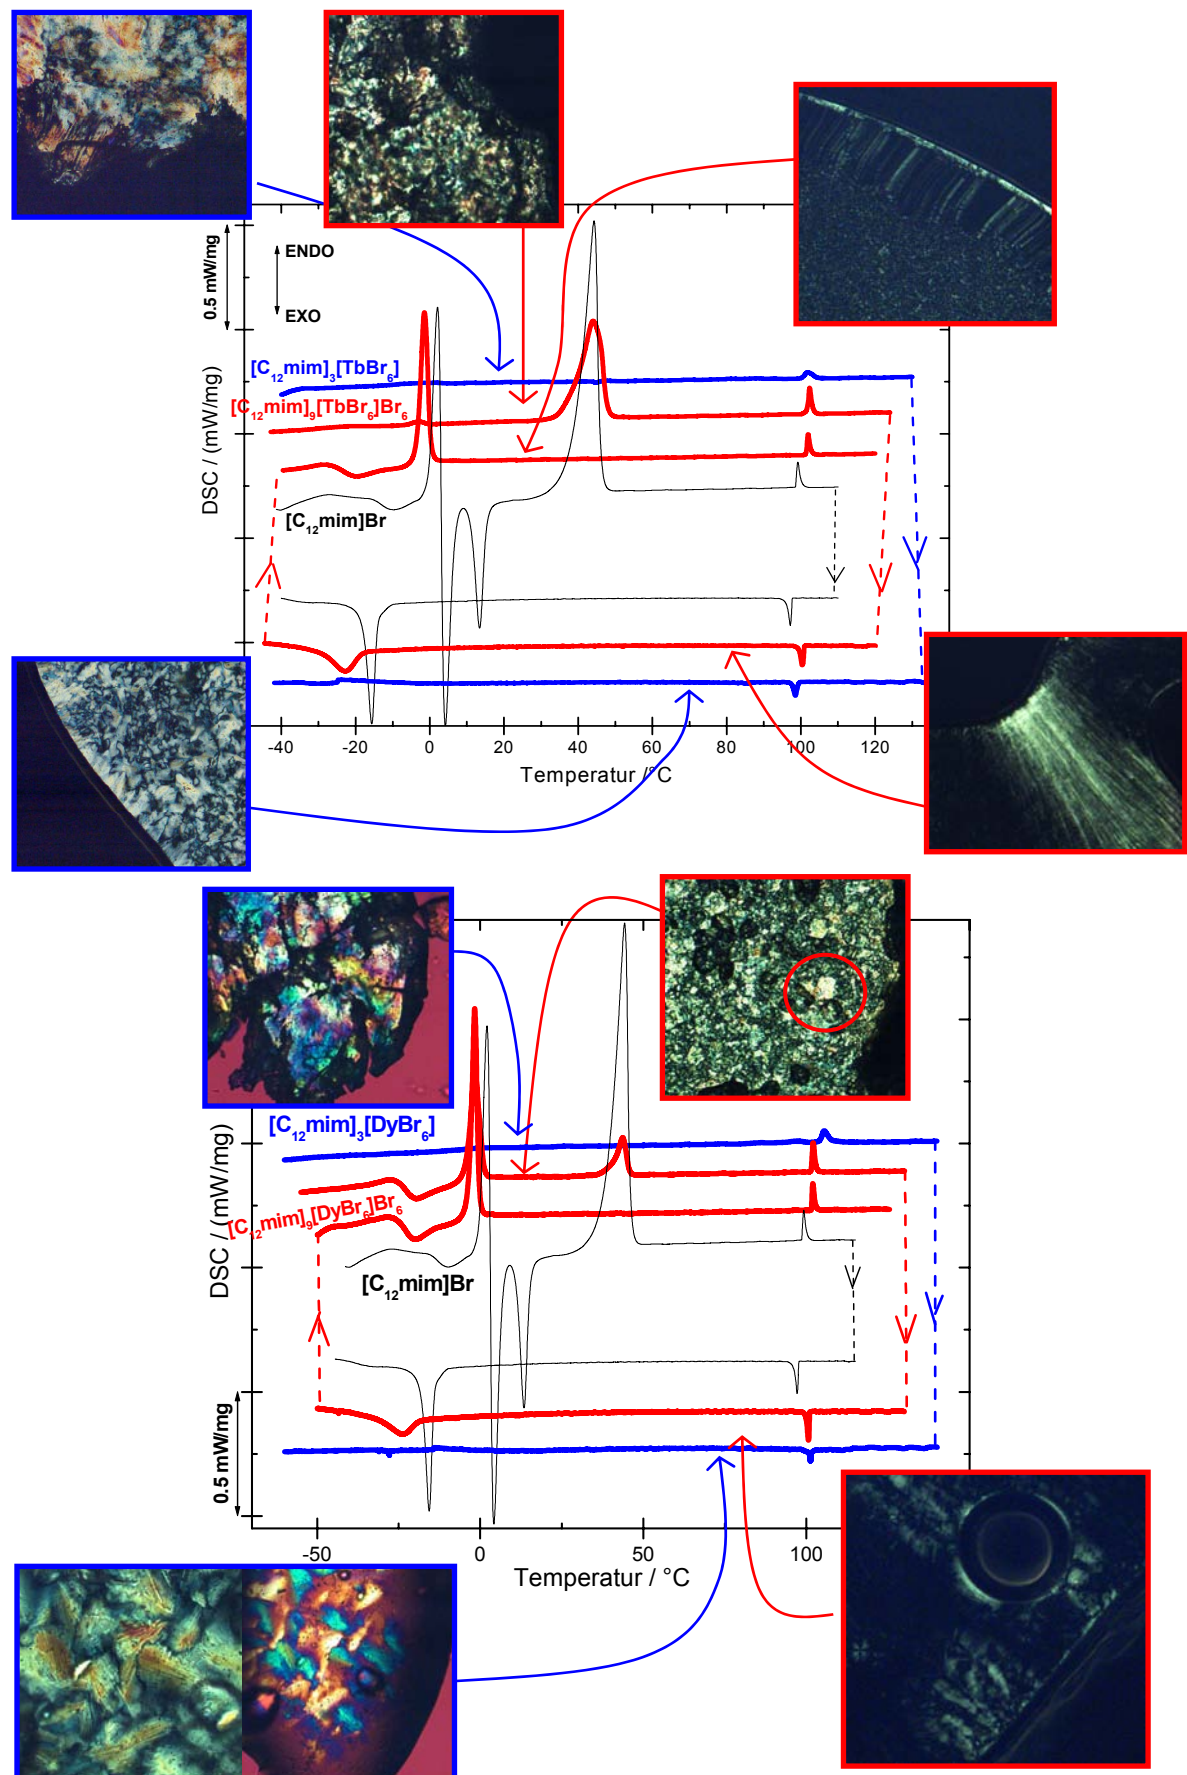 0.5 mW/mg
ENDO
EXO
DSC / (mW/mg)
[C₁₂mim]₃[TbBr₆]
[C₁₂mim]₉[TbBr₆]Br₆
[C₁₂mim]Br
-40 -20 0 20 40 60 80 100 120
Temperatur /°C
[C₁₂mim]₃[DyBr₆]
[C₁₂mim]₉[DyBr₆]Br₆
[C₁₂mim]Br
DSC / (mW/mg)
0.5 mW/mg
-50 0 50 100
Temperatur / °C